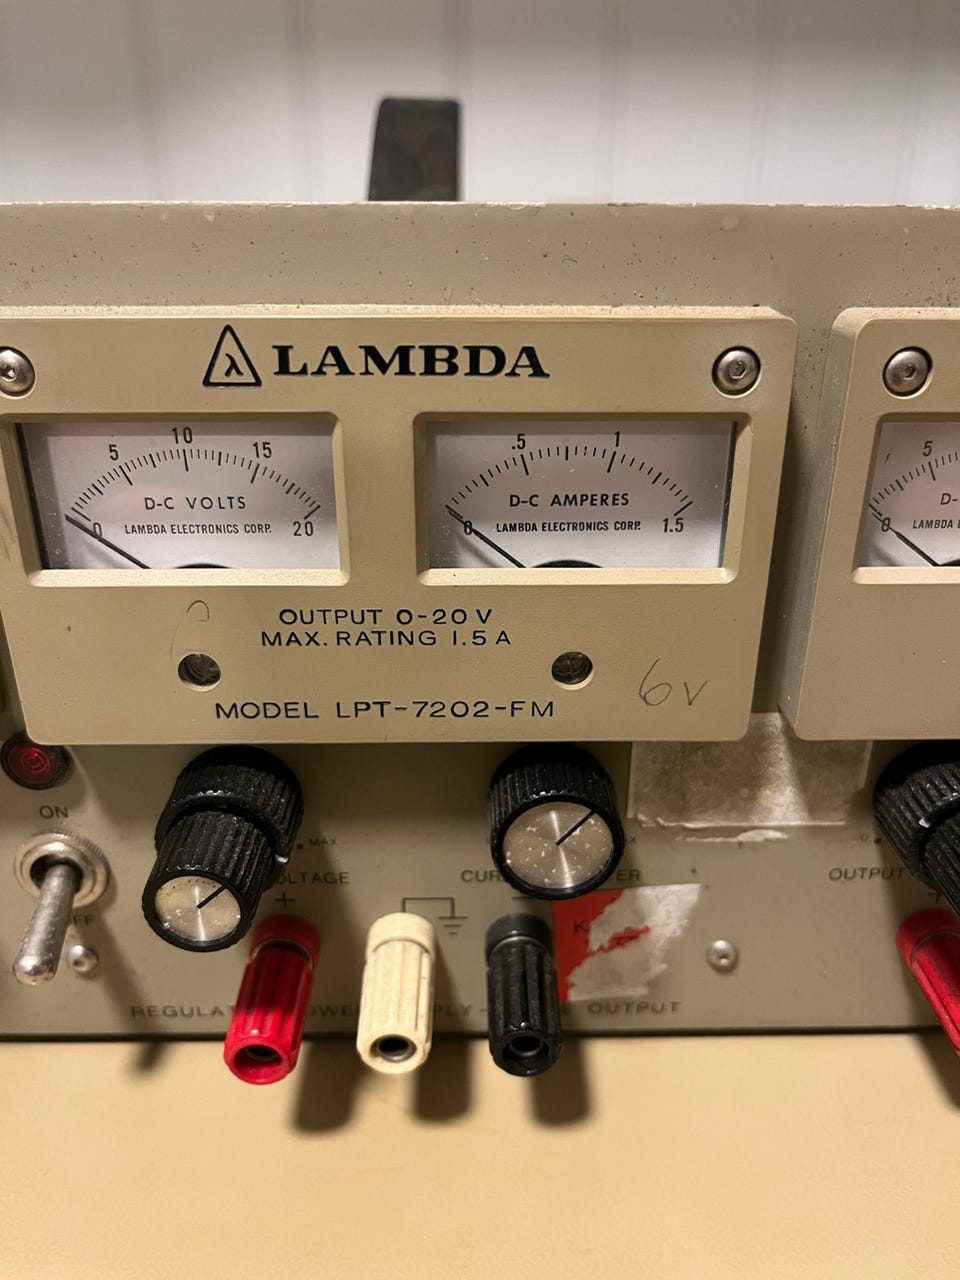 λ LAMBDA
5 10 15
0 20
D-C VOLTS
LAMBDA ELECTRONICS CORP.
.5 1
0 1.5
D-C AMPERES
LAMBDA ELECTRONICS CORP.
5
0
D-
LAMBDA
OUTPUT 0-20 V
MAX. RATING 1.5 A
6V
MODEL LPT-7202-FM
ON
MAX
OUTPUT
+
+